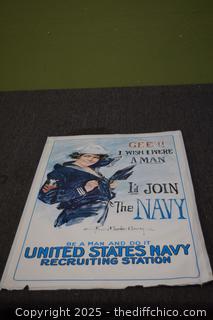 GEE!!
I WISH I WERE
A MAN
I'd JOIN
The NAVY
BE A MAN AND DO IT
UNITED STATES NAVY
RECRUITING STATION
Copyright © 2025 - thedivvycfl.com